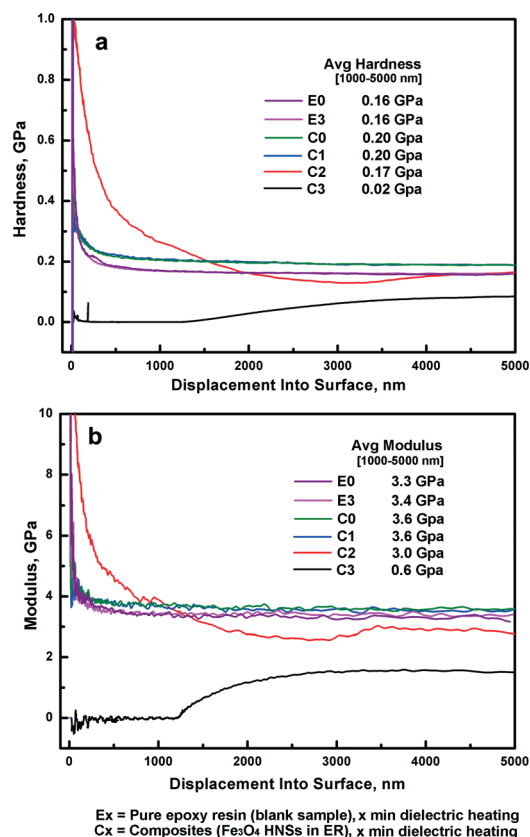 a
Avg Hardness
[1000-5000 nm]
E0 0.16 GPa
E3 0.16 GPa
C0 0.20 Gpa
C1 0.20 Gpa
C2 0.17 Gpa
C3 0.02 Gpa
Hardness, GPa
1.0
0.8
0.6
0.4
0.2
0.0
0 1000 2000 3000 4000 5000
Displacement Into Surface, nm
b
Avg Modulus
[1000-5000 nm]
E0 3.3 GPa
E3 3.4 GPa
C0 3.6 Gpa
C1 3.6 Gpa
C2 3.0 Gpa
C3 0.6 Gpa
Modulus, GPa
10
8
6
4
2
0
0 1000 2000 3000 4000 5000
Displacement Into Surface, nm
Ex = Pure epoxy resin (blank sample), x min dielectric heating
Cx = Composites (Fe₃O₄ HNSs in ER), x min dielectric heating